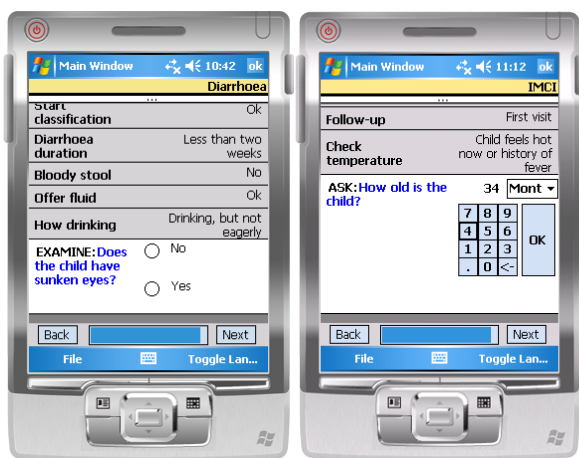 Main Window
10:42
ok
Diarrhoea
...
Start
classification
Ok
Diarrhoea
duration
Less than two
weeks
Bloody stool
No
Offer fluid
Ok
How drinking
Drinking, but not
eagerly
EXAMINE:Does
the child have
sunken eyes?
No
Yes
Back
Next
File
Toggle Lan...
Main Window
11:12
ok
IMCI
...
Follow-up
First visit
Check
temperature
Child feels hot
now or history of
fever
ASK:How old is the
child?
34
Mont
7 8 9
4 5 6
1 2 3
. 0 <-
OK
Back
Next
File
Toggle Lan...